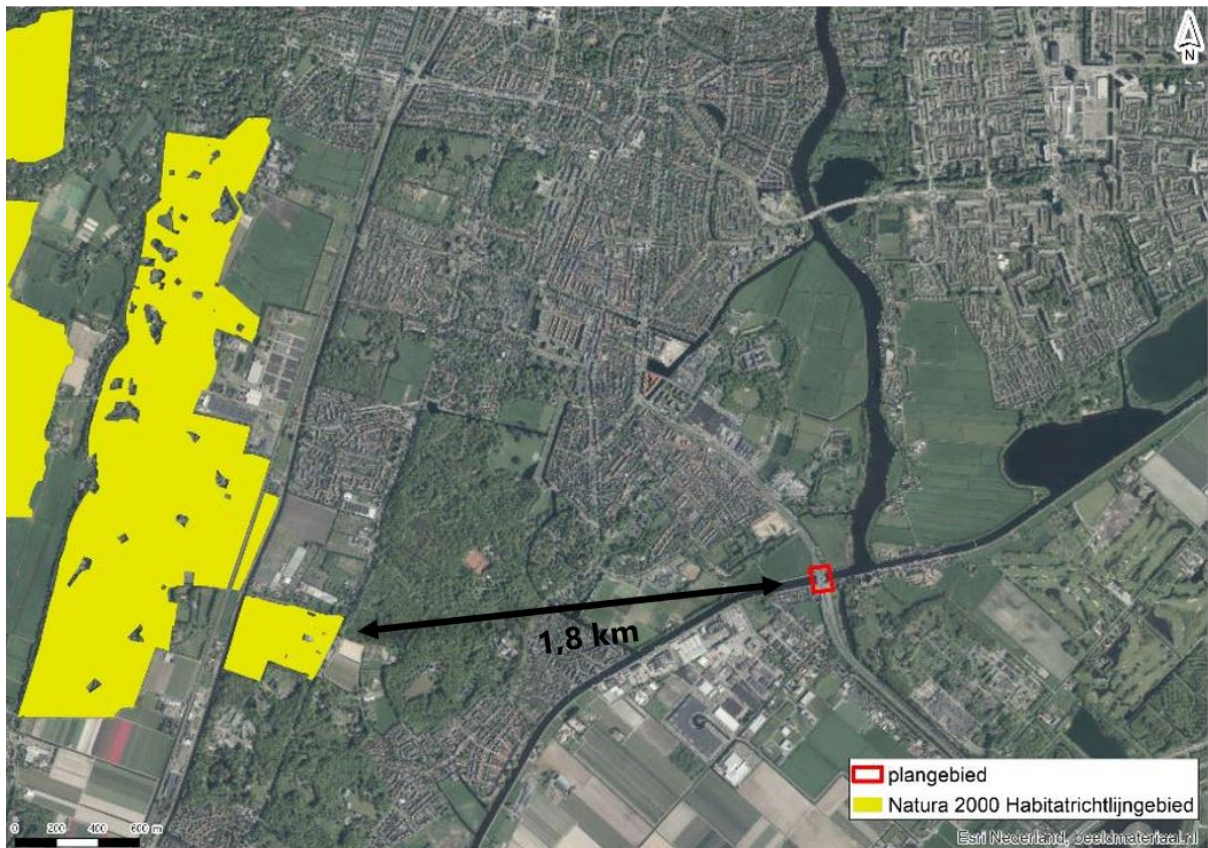 N
1,8 km
plangebied
Natura 2000 Habitatrichtlijngebied
0 200 400 600 m
Esri Nederland, beeldmateriaal.nl